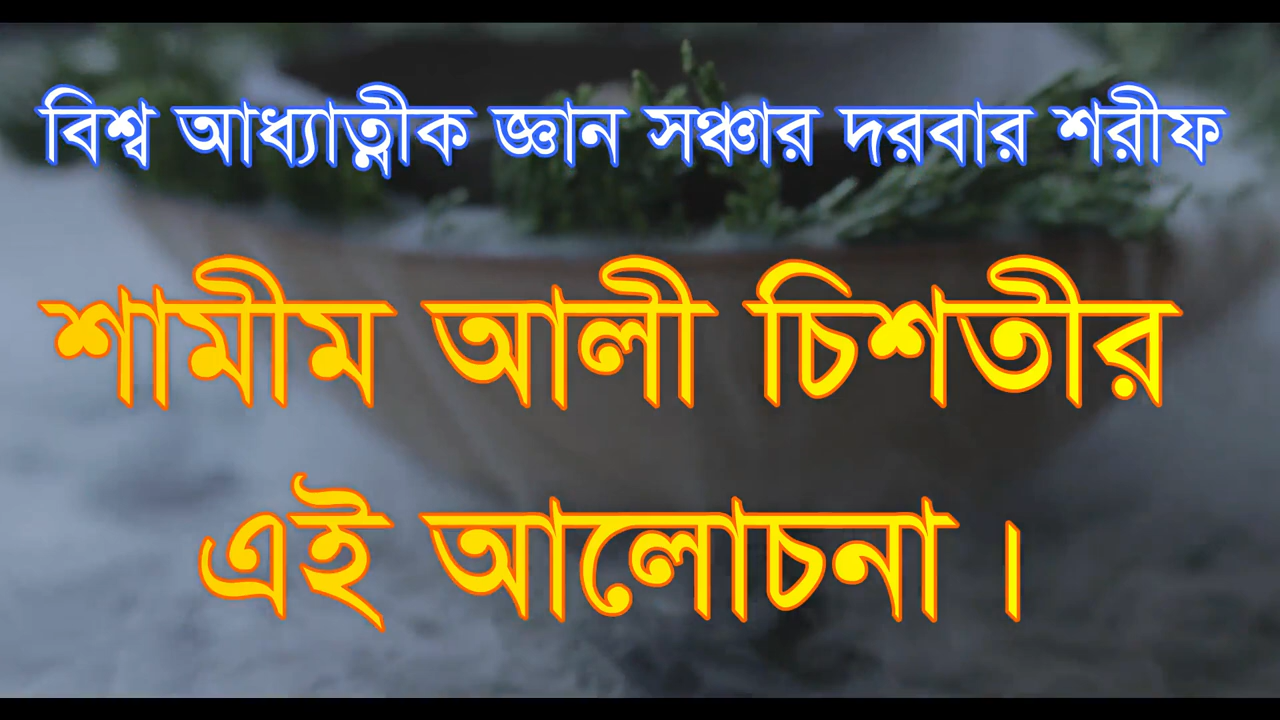 বিশ্ব আধ্যাত্নীক জ্ঞান সঞ্চার দরবার শরীফ
শামীম আলী চিশতীর
এই আলোচনা।